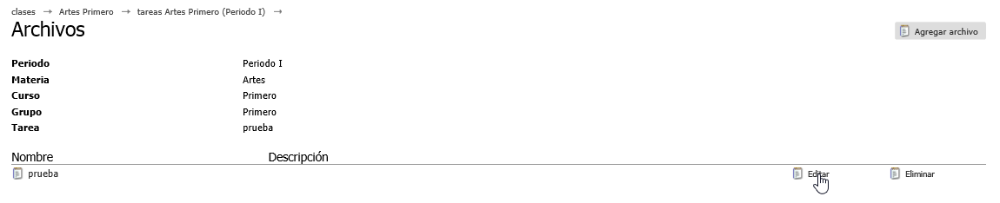 clases → Artes Primero → tareas Artes Primero (Periodo I) →
Archivos
Agregar archivo
Periodo Periodo I
Materia Artes
Curso Primero
Grupo Primero
Tarea prueba
Nombre Descripción
prueba Editar Eliminar